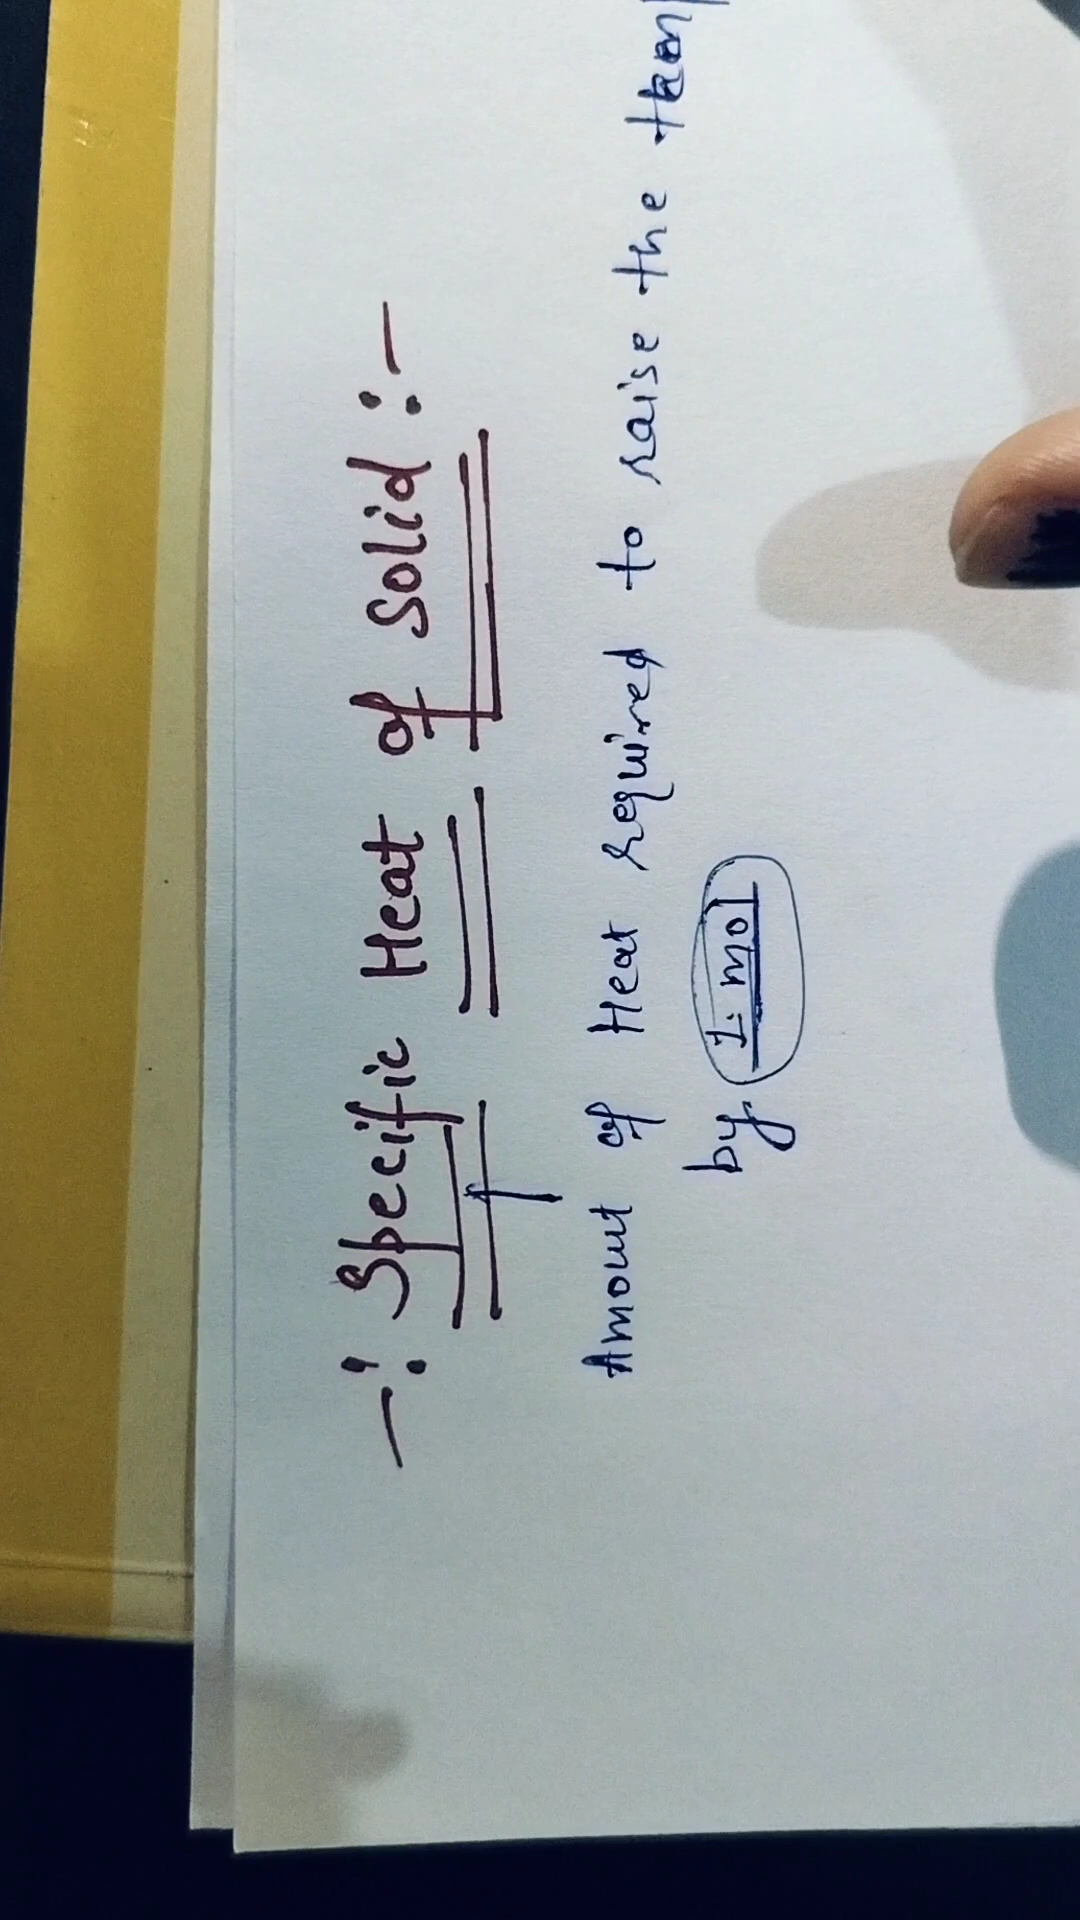 -: Specific Heat of solid :-
Amount of Heat required to raise the
by 1 mol